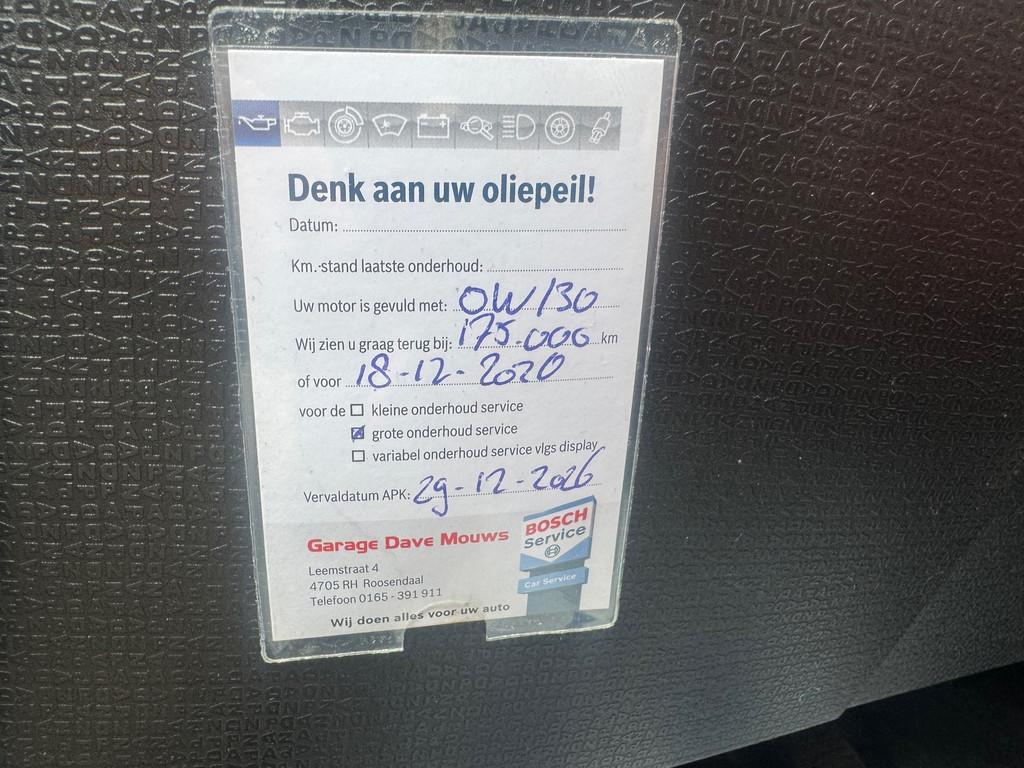 Denk aan uw oliepeil!
Datum:
Km.-stand laatste onderhoud:
Uw motor is gevuld met: 0W/30
Wij zien u graag terug bij: 175.000 km
of voor 18-12-2020
voor de ☐ kleine onderhoud service
☒ grote onderhoud service
☐ variabel onderhoud service vlgs display
Vervaldatum APK: 29-12-2026
Garage Dave Mouws
Leemstraat 4
4705 RH Roosendaal
Telefoon 0165-391 911
Wij doen alles voor uw auto
BOSCH
Service
Car Service